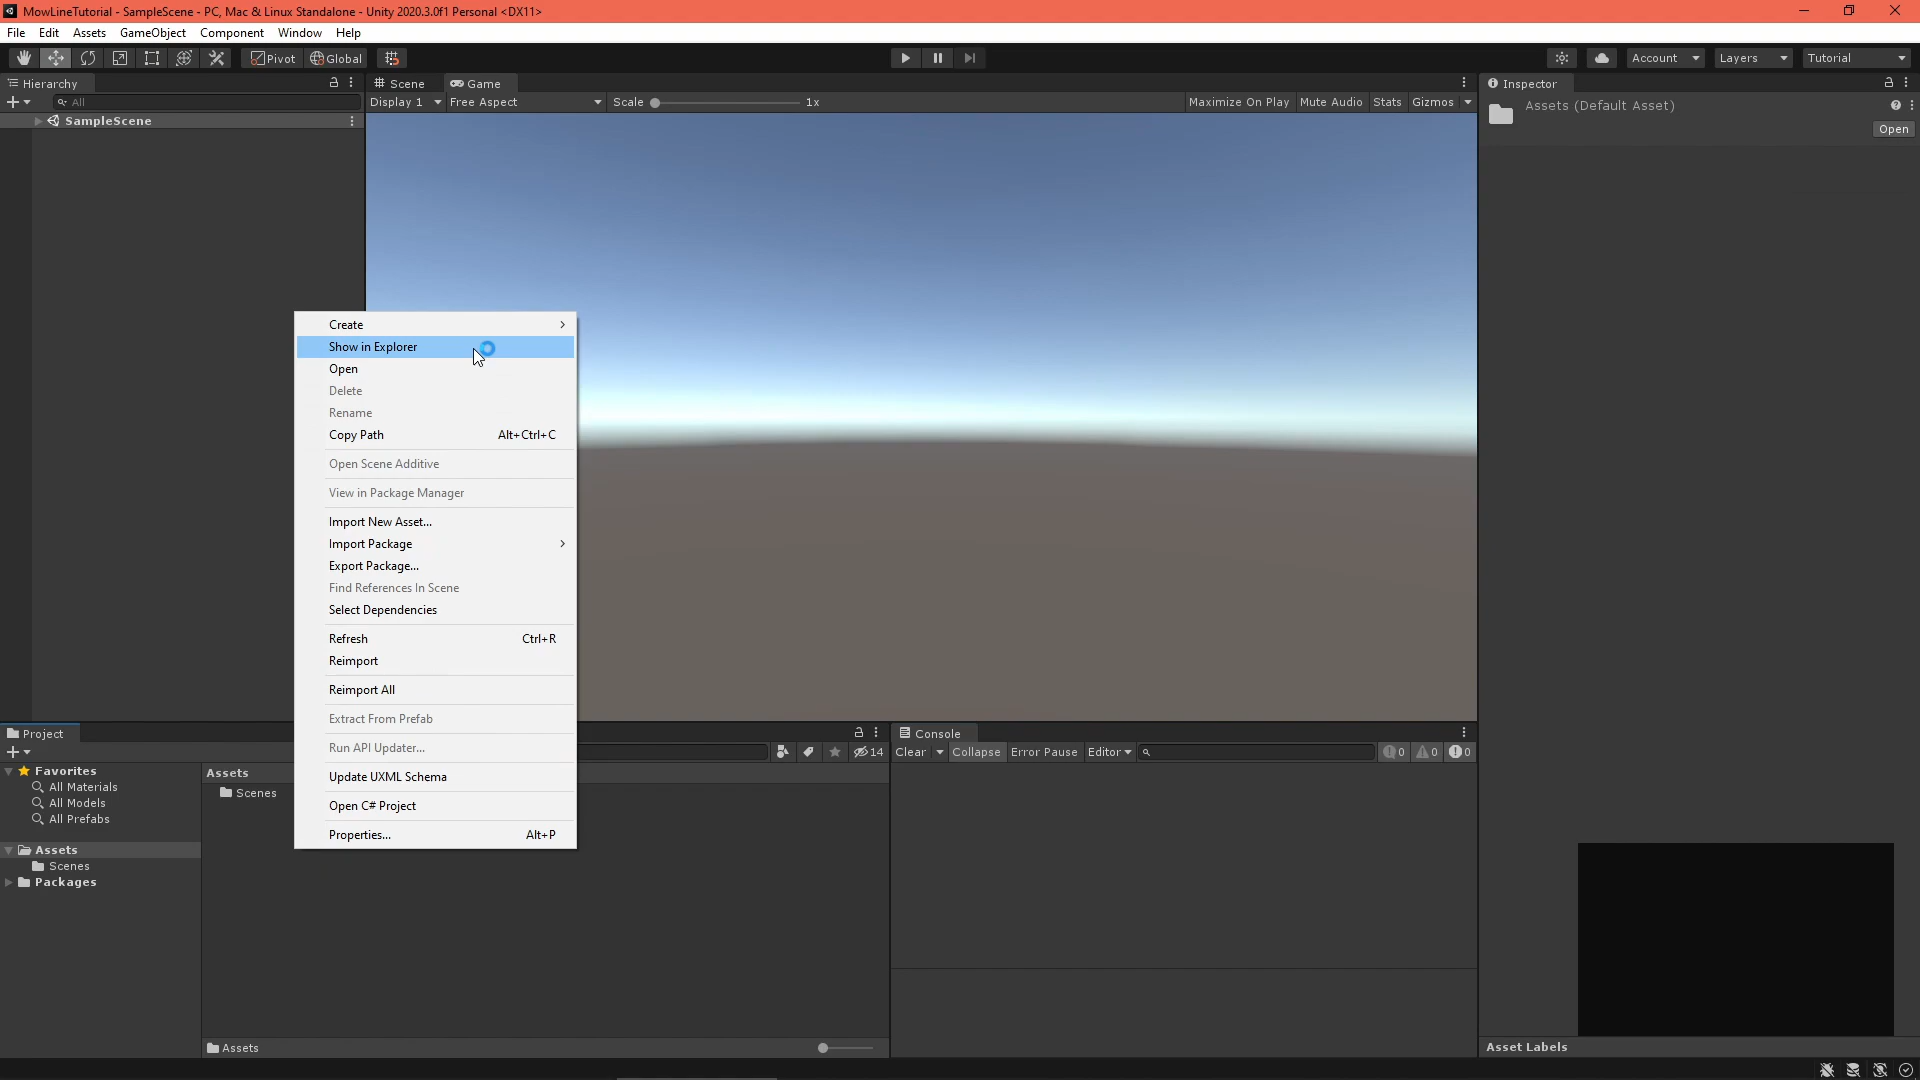 MowLineTutorial - SampleScene - PC, Mac & Linux Standalone - Unity 2020.3.0f1 Personal <DX11>
File Edit Assets GameObject Component Window Help
Pivot Global Account Layers Tutorial
Hierarchy Scene Game Inspector
All Display 1 Free Aspect Scale 1x Maximize On Play Mute Audio Stats Gizmos Assets (Default Asset)
SampleScene
Open
Create
Show in Explorer
Open
Delete
Rename
Copy Path Alt+Ctrl+C
Open Scene Additive
View in Package Manager
Import New Asset...
Import Package
Export Package...
Find References In Scene
Select Dependencies
Refresh Ctrl+R
Reimport
Reimport All
Extract From Prefab
Run API Updater...
Update UXML Schema
Open C# Project
Properties... Alt+P
Project Console
14 Clear Collapse Error Pause Editor 0 0 0
Favorites
All Materials
All Models
All Prefabs
Assets
Scenes
Packages
Assets
Scenes
Assets
Asset Labels